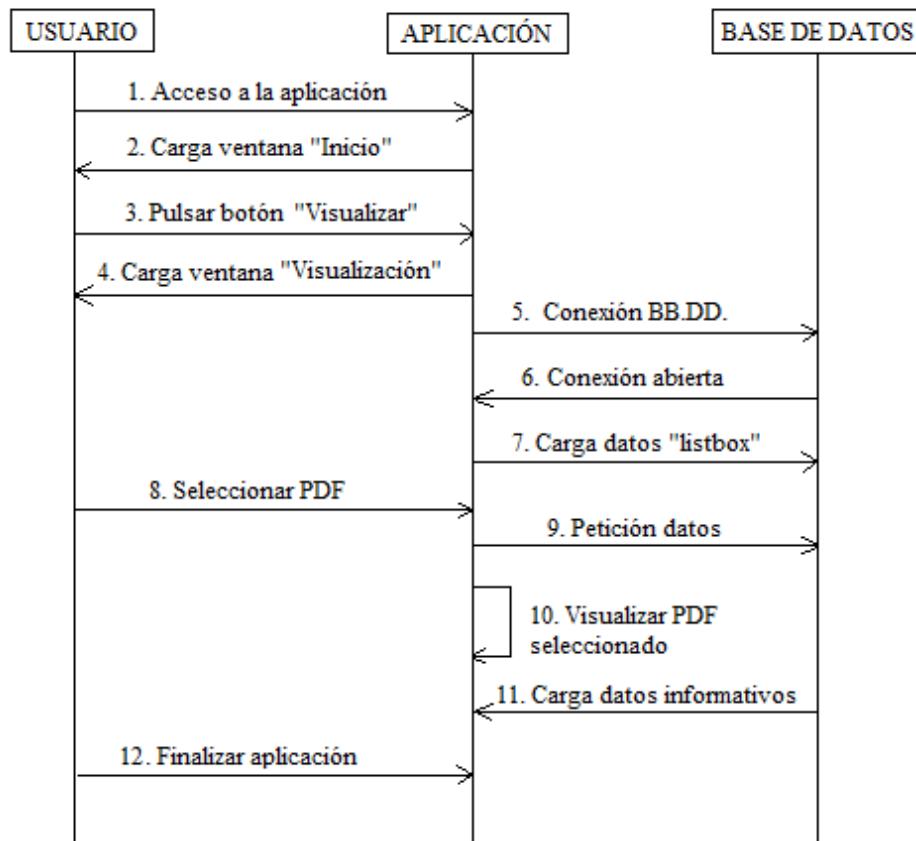 USUARIO
APLICACIÓN
BASE DE DATOS
1. Acceso a la aplicación
2. Carga ventana "Inicio"
3. Pulsar botón "Visualizar"
4. Carga ventana "Visualización"
5. Conexión BB.DD.
6. Conexión abierta
7. Carga datos "listbox"
8. Seleccionar PDF
9. Petición datos
10. Visualizar PDF
seleccionado
11. Carga datos informativos
12. Finalizar aplicación